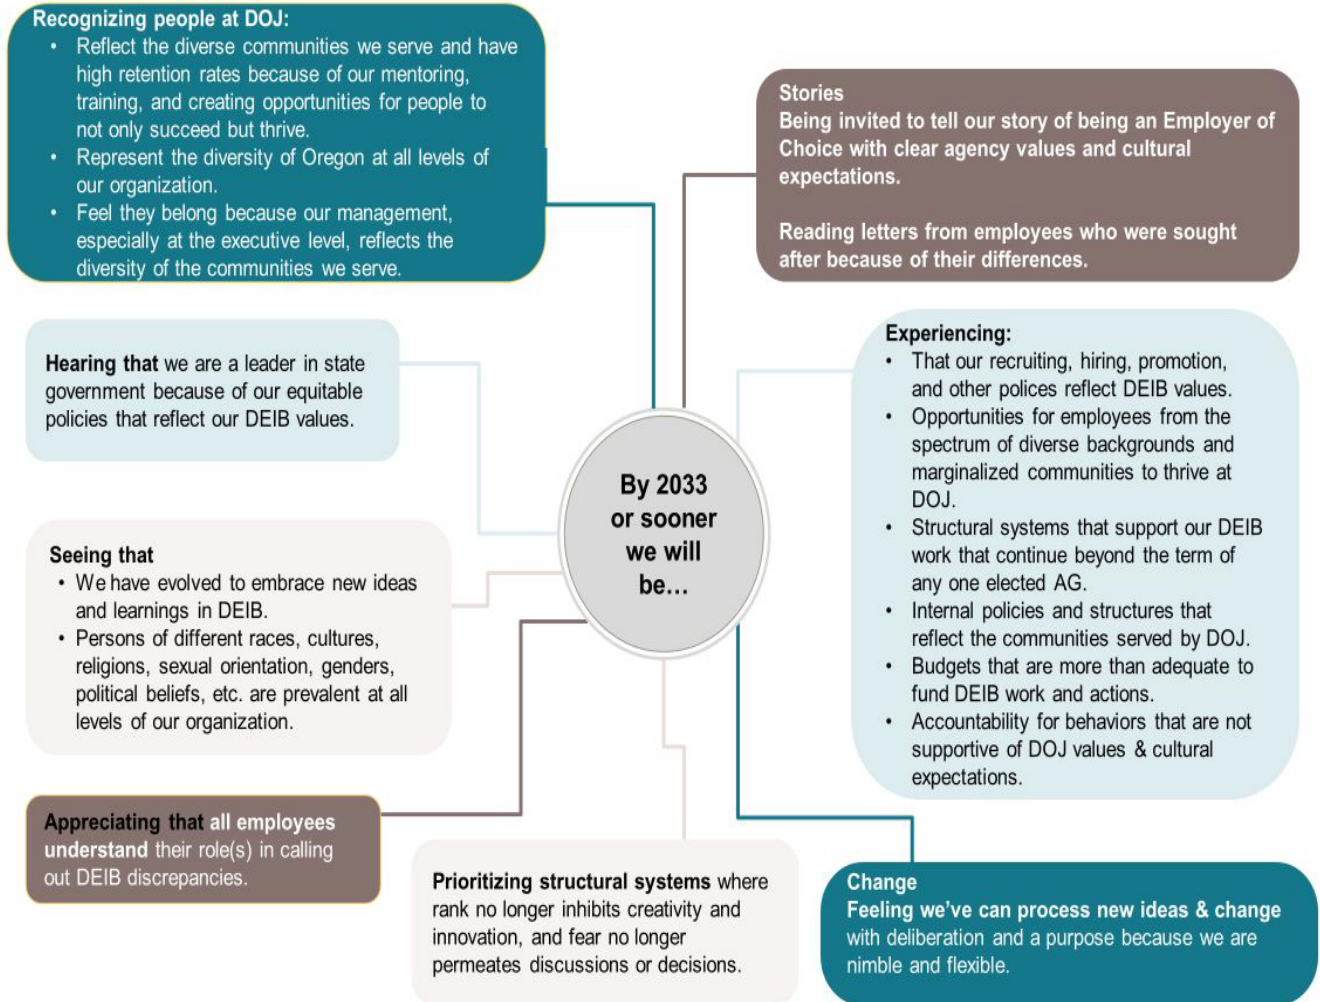 Recognizing people at DOJ:
• Reflect the diverse communities we serve and have
high retention rates because of our mentoring,
training, and creating opportunities for people to
not only succeed but thrive.
• Represent the diversity of Oregon at all levels of
our organization.
• Feel they belong because our management,
especially at the executive level, reflects the
diversity of the communities we serve.
Stories
Being invited to tell our story of being an Employer of
Choice with clear agency values and cultural
expectations.
Reading letters from employees who were sought
after because of their differences.
Hearing that we are a leader in state
government because of our equitable
policies that reflect our DEIB values.
Experiencing:
• That our recruiting, hiring, promotion,
and other polices reflect DEIB values.
• Opportunities for employees from the
spectrum of diverse backgrounds and
marginalized communities to thrive at
DOJ.
• Structural systems that support our DEIB
work that continue beyond the term of
any one elected AG.
• Internal policies and structures that
reflect the communities served by DOJ.
• Budgets that are more than adequate to
fund DEIB work and actions.
• Accountability for behaviors that are not
supportive of DOJ values & cultural
expectations.
By 2033
or sooner
we will
be…
Seeing that
• We have evolved to embrace new ideas
and learnings in DEIB.
• Persons of different races, cultures,
religions, sexual orientation, genders,
political beliefs, etc. are prevalent at all
levels of our organization.
Appreciating that all employees
understand their role(s) in calling
out DEIB discrepancies.
Prioritizing structural systems where
rank no longer inhibits creativity and
innovation, and fear no longer
permeates discussions or decisions.
Change
Feeling we’ve can process new ideas & change
with deliberation and a purpose because we are
nimble and flexible.